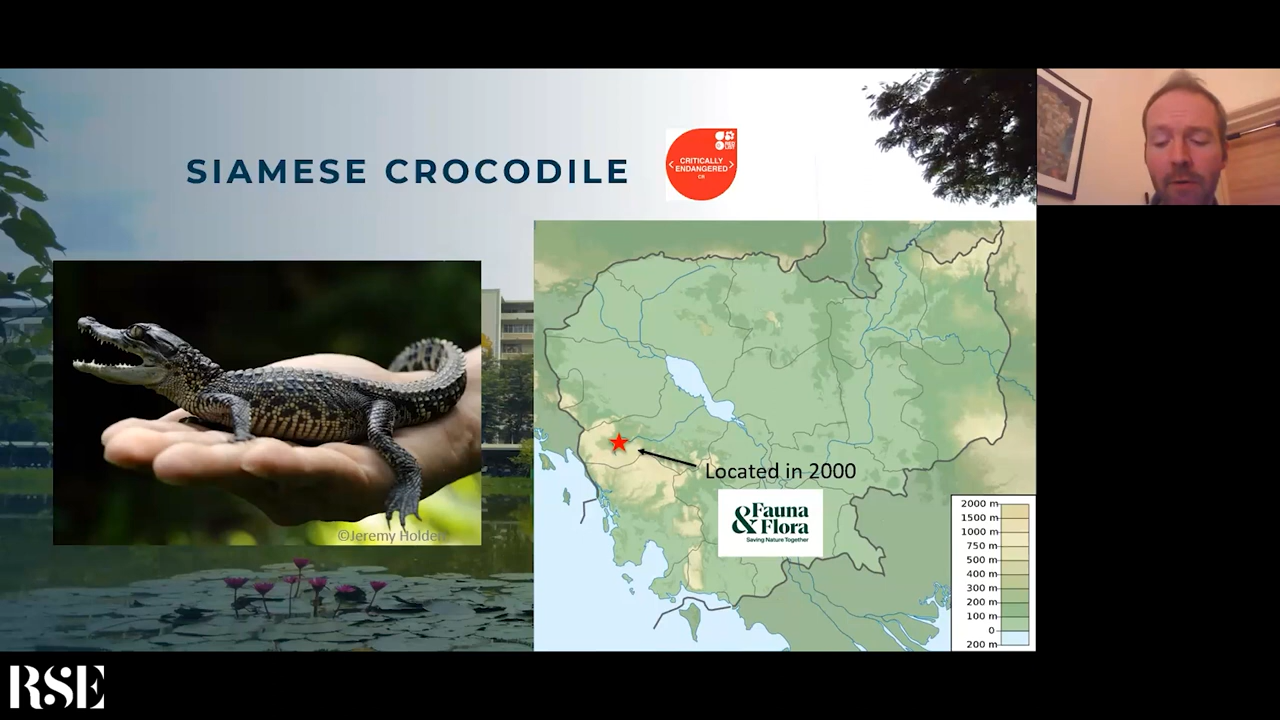 SIAMESE CROCODILE
CRITICALLY
< ENDANGERED >
CR
©Jeremy Holden
Located in 2000
Fauna
& Flora
Saving Nature Together
2000 m
1500 m
1000 m
750 m
500 m
400 m
300 m
200 m
100 m
0
200 m
RSE